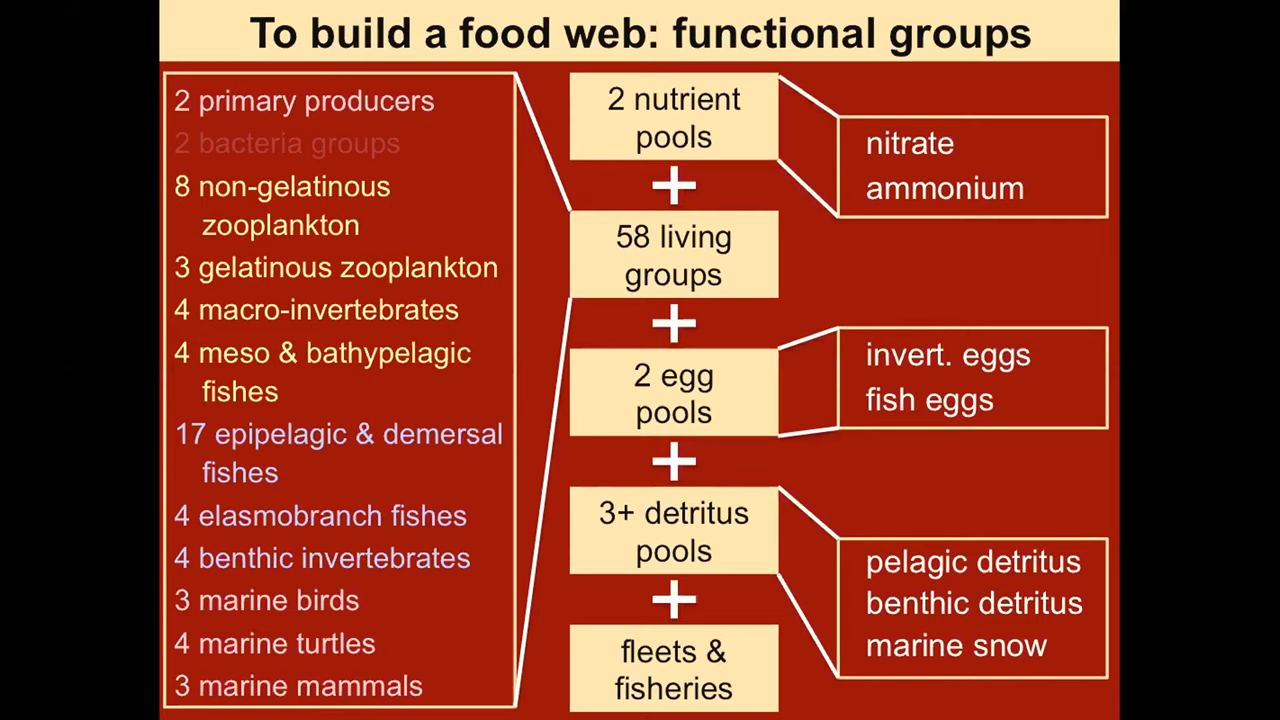 To build a food web: functional groups
2 primary producers
2 bacteria groups
8 non-gelatinous
zooplankton
3 gelatinous zooplankton
4 macro-invertebrates
4 meso & bathypelagic
fishes
17 epipelagic & demersal
fishes
4 elasmobranch fishes
4 benthic invertebrates
3 marine birds
4 marine turtles
3 marine mammals
2 nutrient
pools
+
58 living
groups
+
2 egg
pools
+
3+ detritus
pools
+
fleets &
fisheries
nitrate
ammonium
invert. eggs
fish eggs
pelagic detritus
benthic detritus
marine snow